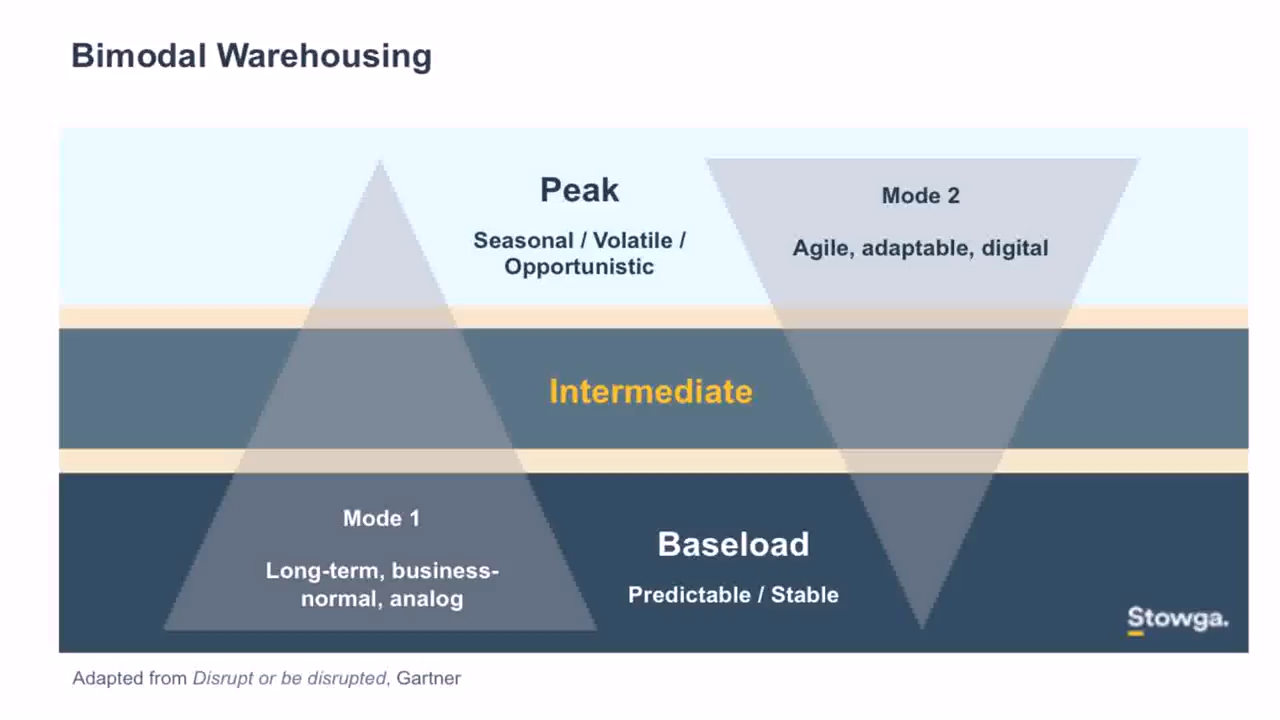 Bimodal Warehousing
Peak
Seasonal / Volatile /
Opportunistic
Mode 2
Agile, adaptable, digital
Intermediate
Mode 1
Long-term, business-
normal, analog
Baseload
Predictable / Stable
Stowga.
Adapted from Disrupt or be disrupted, Gartner